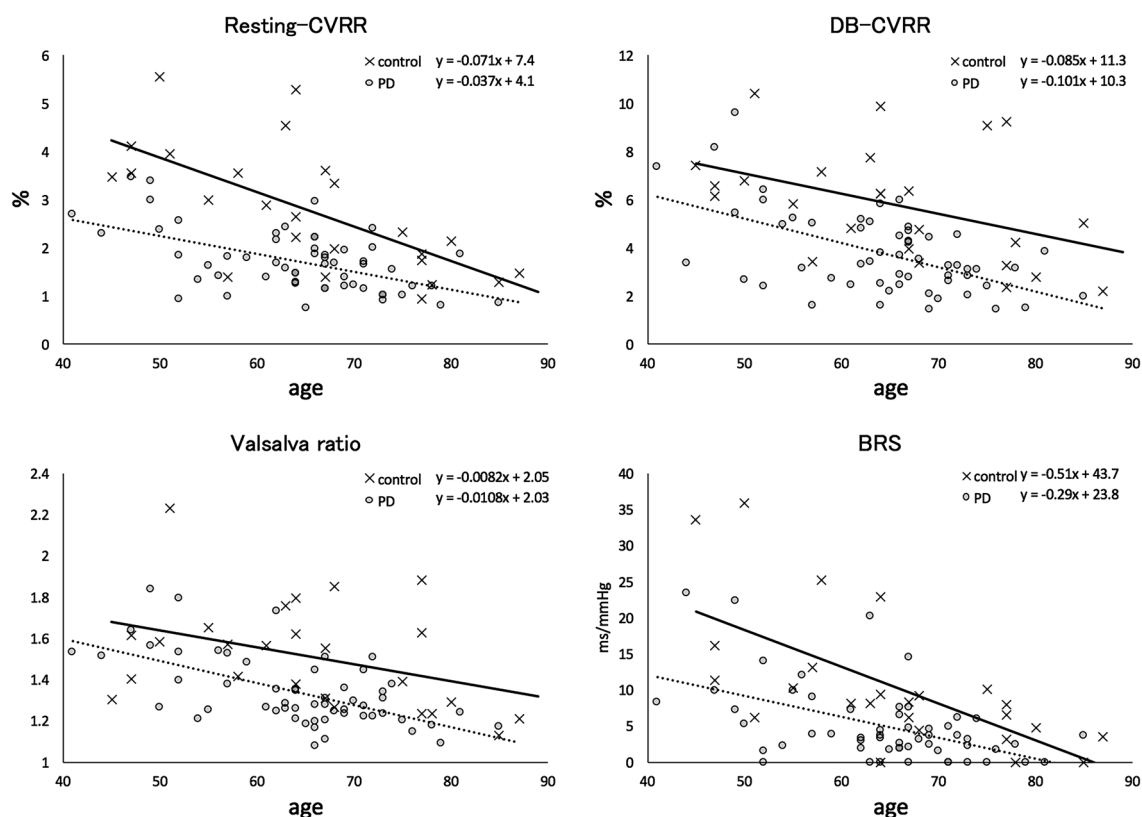 Resting-CVRR
control y = -0.071x + 7.4
PD y = -0.037x + 4.1
6
5
4
3
2
1
0
%
40 50 60 70 80 90
age
DB-CVRR
control y = -0.085x + 11.3
PD y = -0.101x + 10.3
12
10
8
6
4
2
0
%
40 50 60 70 80 90
age
Valsalva ratio
control y = -0.0082x + 2.05
PD y = -0.0108x + 2.03
2.4
2.2
2
1.8
1.6
1.4
1.2
1
40 50 60 70 80 90
age
BRS
control y = -0.51x + 43.7
PD y = -0.29x + 23.8
40
35
30
25
20
15
10
5
0
ms/mmHg
40 50 60 70 80 90
age